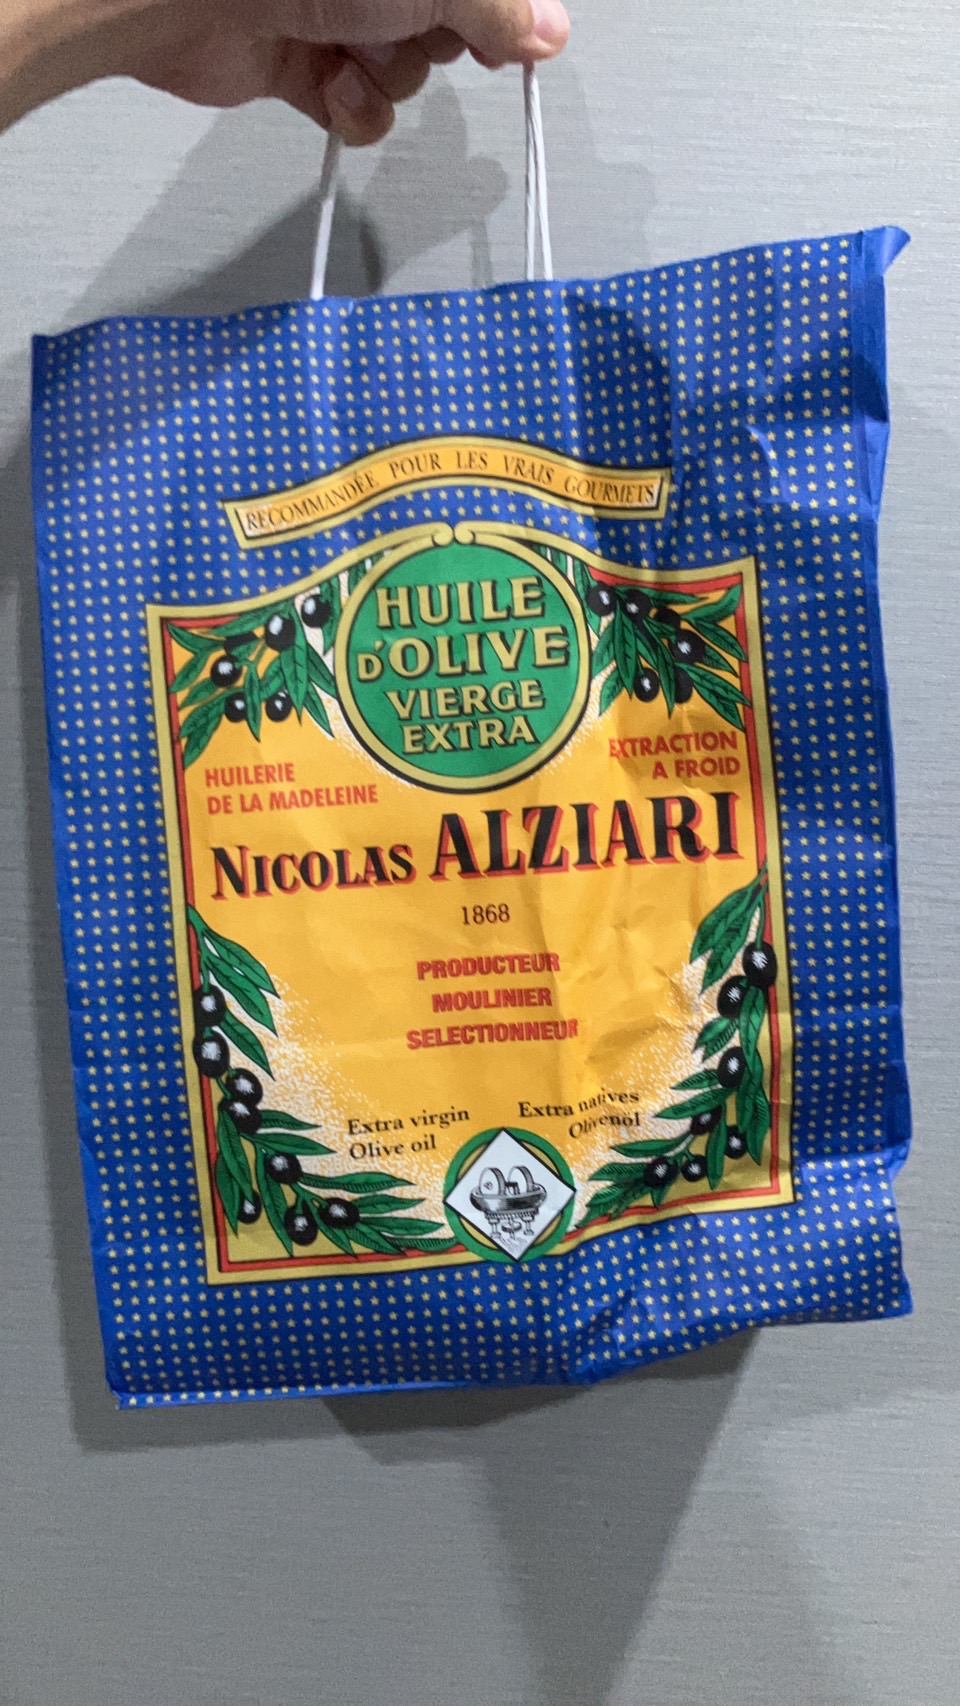 RECOMMANDÉE POUR LES VRAIS GOURMETS
HUILE
D'OLIVE
VIERGE
EXTRA
HUILERIE
DE LA MADELEINE
EXTRACTION
A FROID
NICOLAS ALZIARI
1868
PRODUCTEUR
MOULINIER
SELECTIONNEUR
Extra virgin
Olive oil
Extra natives
Olivenöl